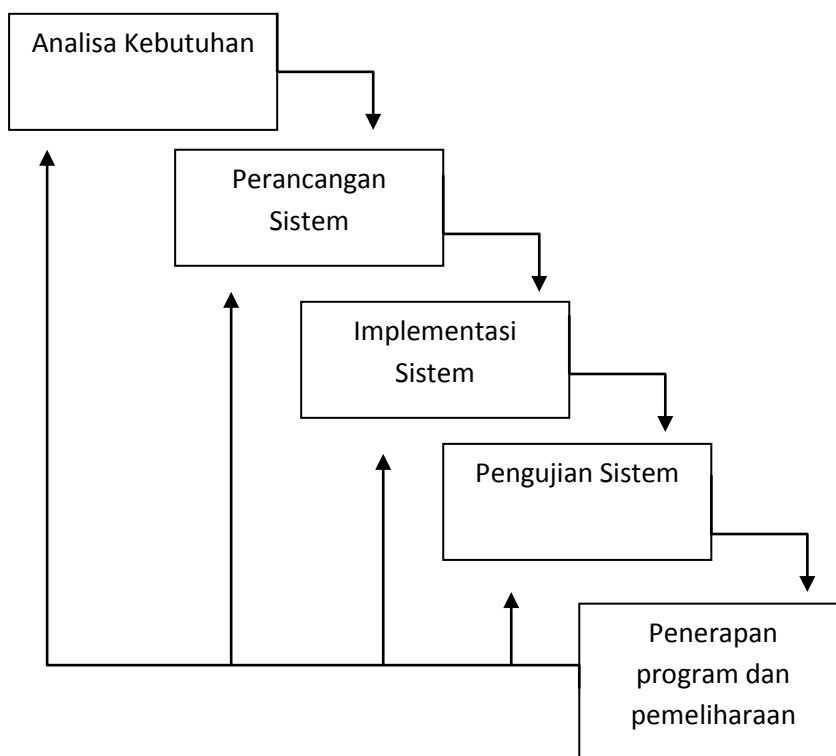 Analisa Kebutuhan
Perancangan
Sistem
Implementasi
Sistem
Pengujian Sistem
Penerapan
program dan
pemeliharaan